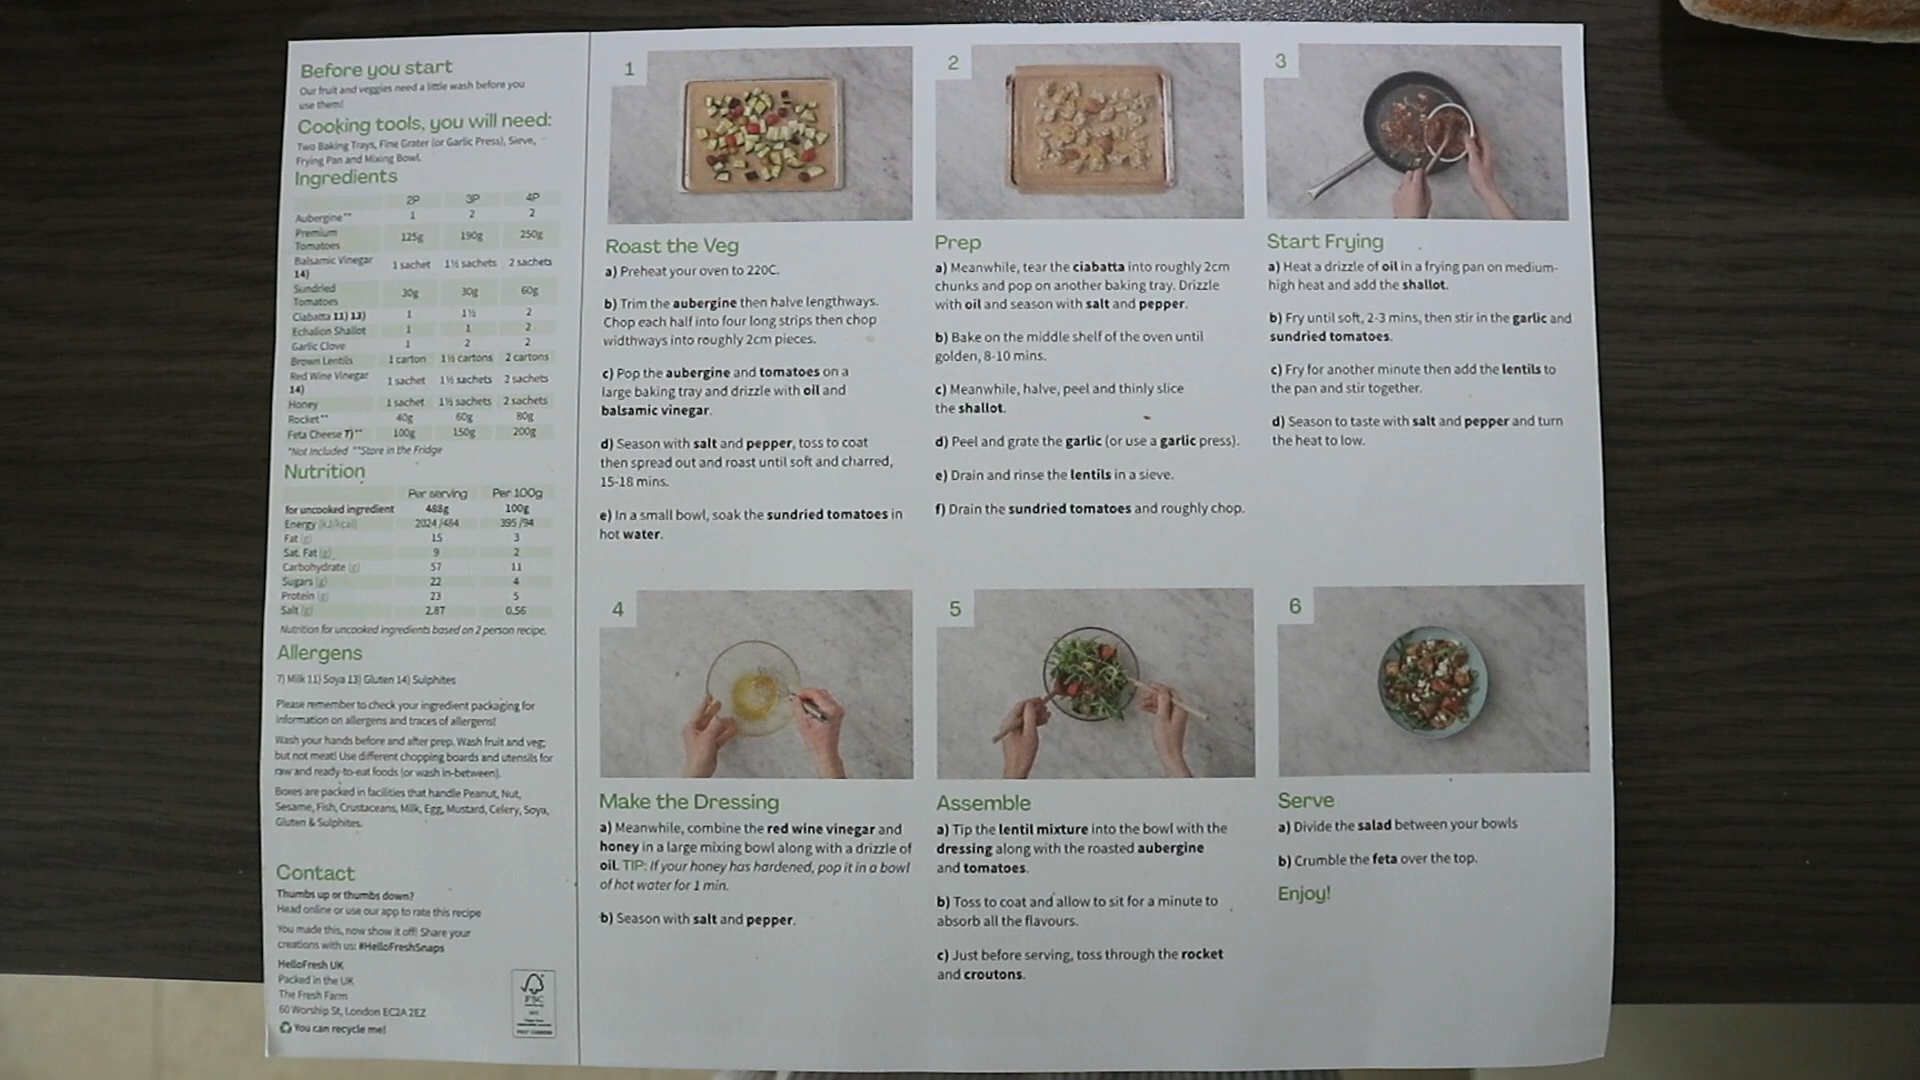 Before you start
Our fruit and veggies need a little wash before you
use them!
Cooking tools, you will need:
Two Baking Trays, Fine Grater (or Garlic Press), Sieve,
Frying Pan and Mixing Bowl.
Ingredients
2P 3P 4P
Aubergine** 1 2 2
Premium
Tomatoes 125g 190g 250g
Balsamic Vinegar
14) 1 sachet 1½ sachets 2 sachets
Sundried
Tomatoes 30g 30g 60g
Ciabatta 11) 13) 1 1½ 2
Echalion Shallot 1 1 2
Garlic Clove 1 2 2
Brown Lentils 1 carton 1½ cartons 2 cartons
Red Wine Vinegar
14) 1 sachet 1½ sachets 2 sachets
Honey 1 sachet 1½ sachets 2 sachets
Rocket** 40g 60g 80g
Feta Cheese 7)** 100g 150g 200g
*Not Included **Store in the Fridge
Nutrition
Per serving Per 100g
for uncooked ingredient 488g 100g
Energy (kJ/kcal) 2024 /484 395 /94
Fat (g) 15 3
Sat. Fat (g) 9 2
Carbohydrate (g) 57 11
Sugars (g) 22 4
Protein (g) 23 5
Salt (g) 2.87 0.56
Nutrition for uncooked ingredients based on 2 person recipe.
Allergens
7) Milk 11) Soya 13) Gluten 14) Sulphites
Please remember to check your ingredient packaging for
information on allergens and traces of allergens!
Wash your hands before and after prep. Wash fruit and veg;
but not meat! Use different chopping boards and utensils for
raw and ready-to-eat foods (or wash in-between).
Boxes are packed in facilities that handle Peanut, Nut,
Sesame, Fish, Crustaceans, Milk, Egg, Mustard, Celery, Soya,
Gluten & Sulphites.
Contact
Thumbs up or thumbs down?
Head online or use our app to rate this recipe
You made this, now show it off! Share your
creations with us: #HelloFreshSnaps
HelloFresh UK
Packed in the UK
The Fresh Farm
60 Worship St, London EC2A 2EZ
You can recycle me!
FSC
1
Roast the Veg
a) Preheat your oven to 220C.
b) Trim the aubergine then halve lengthways.
Chop each half into four long strips then chop
widthways into roughly 2cm pieces.
c) Pop the aubergine and tomatoes on a
large baking tray and drizzle with oil and
balsamic vinegar.
d) Season with salt and pepper, toss to coat
then spread out and roast until soft and charred,
15-18 mins.
e) In a small bowl, soak the sundried tomatoes in
hot water.
2
Prep
a) Meanwhile, tear the ciabatta into roughly 2cm
chunks and pop on another baking tray. Drizzle
with oil and season with salt and pepper.
b) Bake on the middle shelf of the oven until
golden, 8-10 mins.
c) Meanwhile, halve, peel and thinly slice
the shallot.
d) Peel and grate the garlic (or use a garlic press).
e) Drain and rinse the lentils in a sieve.
f) Drain the sundried tomatoes and roughly chop.
3
Start Frying
a) Heat a drizzle of oil in a frying pan on medium-
high heat and add the shallot.
b) Fry until soft, 2-3 mins, then stir in the garlic and
sundried tomatoes.
c) Fry for another minute then add the lentils to
the pan and stir together.
d) Season to taste with salt and pepper and turn
the heat to low.
4
Make the Dressing
a) Meanwhile, combine the red wine vinegar and
honey in a large mixing bowl along with a drizzle of
oil. TIP: If your honey has hardened, pop it in a bowl
of hot water for 1 min.
b) Season with salt and pepper.
5
Assemble
a) Tip the lentil mixture into the bowl with the
dressing along with the roasted aubergine
and tomatoes.
b) Toss to coat and allow to sit for a minute to
absorb all the flavours.
c) Just before serving, toss through the rocket
and croutons.
6
Serve
a) Divide the salad between your bowls
b) Crumble the feta over the top.
Enjoy!